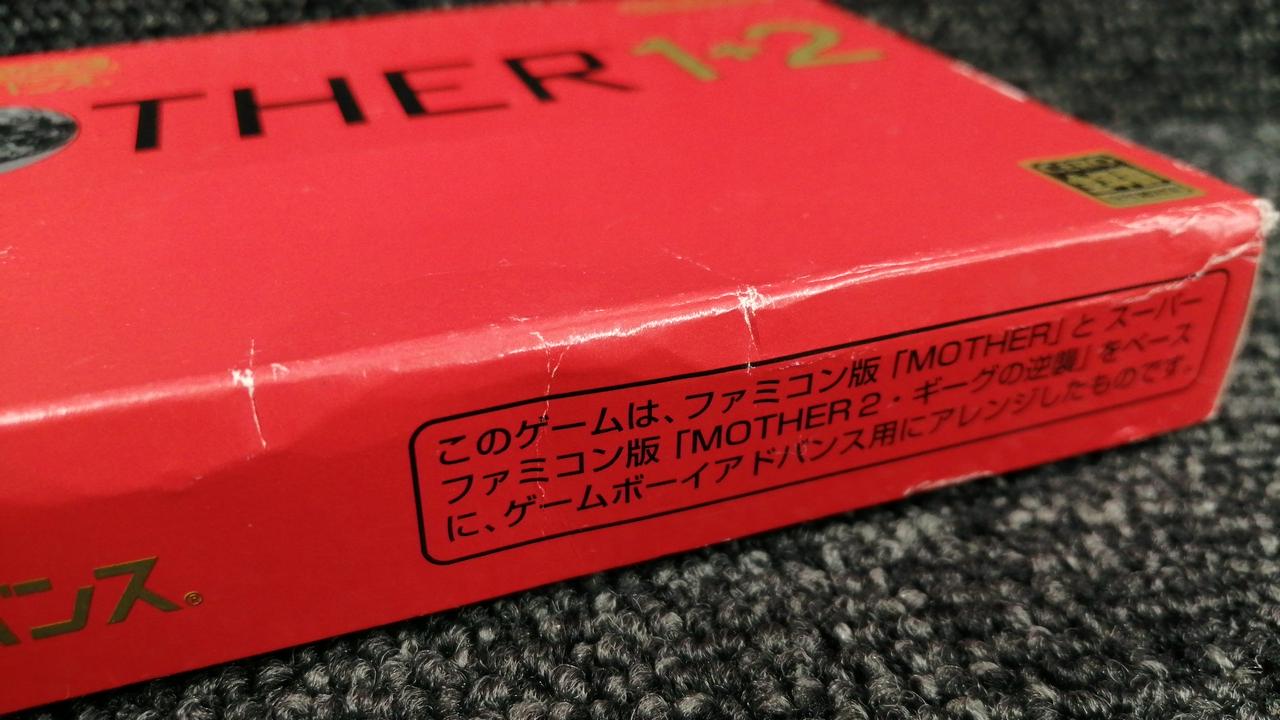 THER 1+2
このゲームは、ファミコン版「MOTHER」と スーパー
ファミコン版「MOTHER2・ギーグの逆襲」をベース
に、ゲームボーイアドバンス用にアレンジしたものです。
バンス®